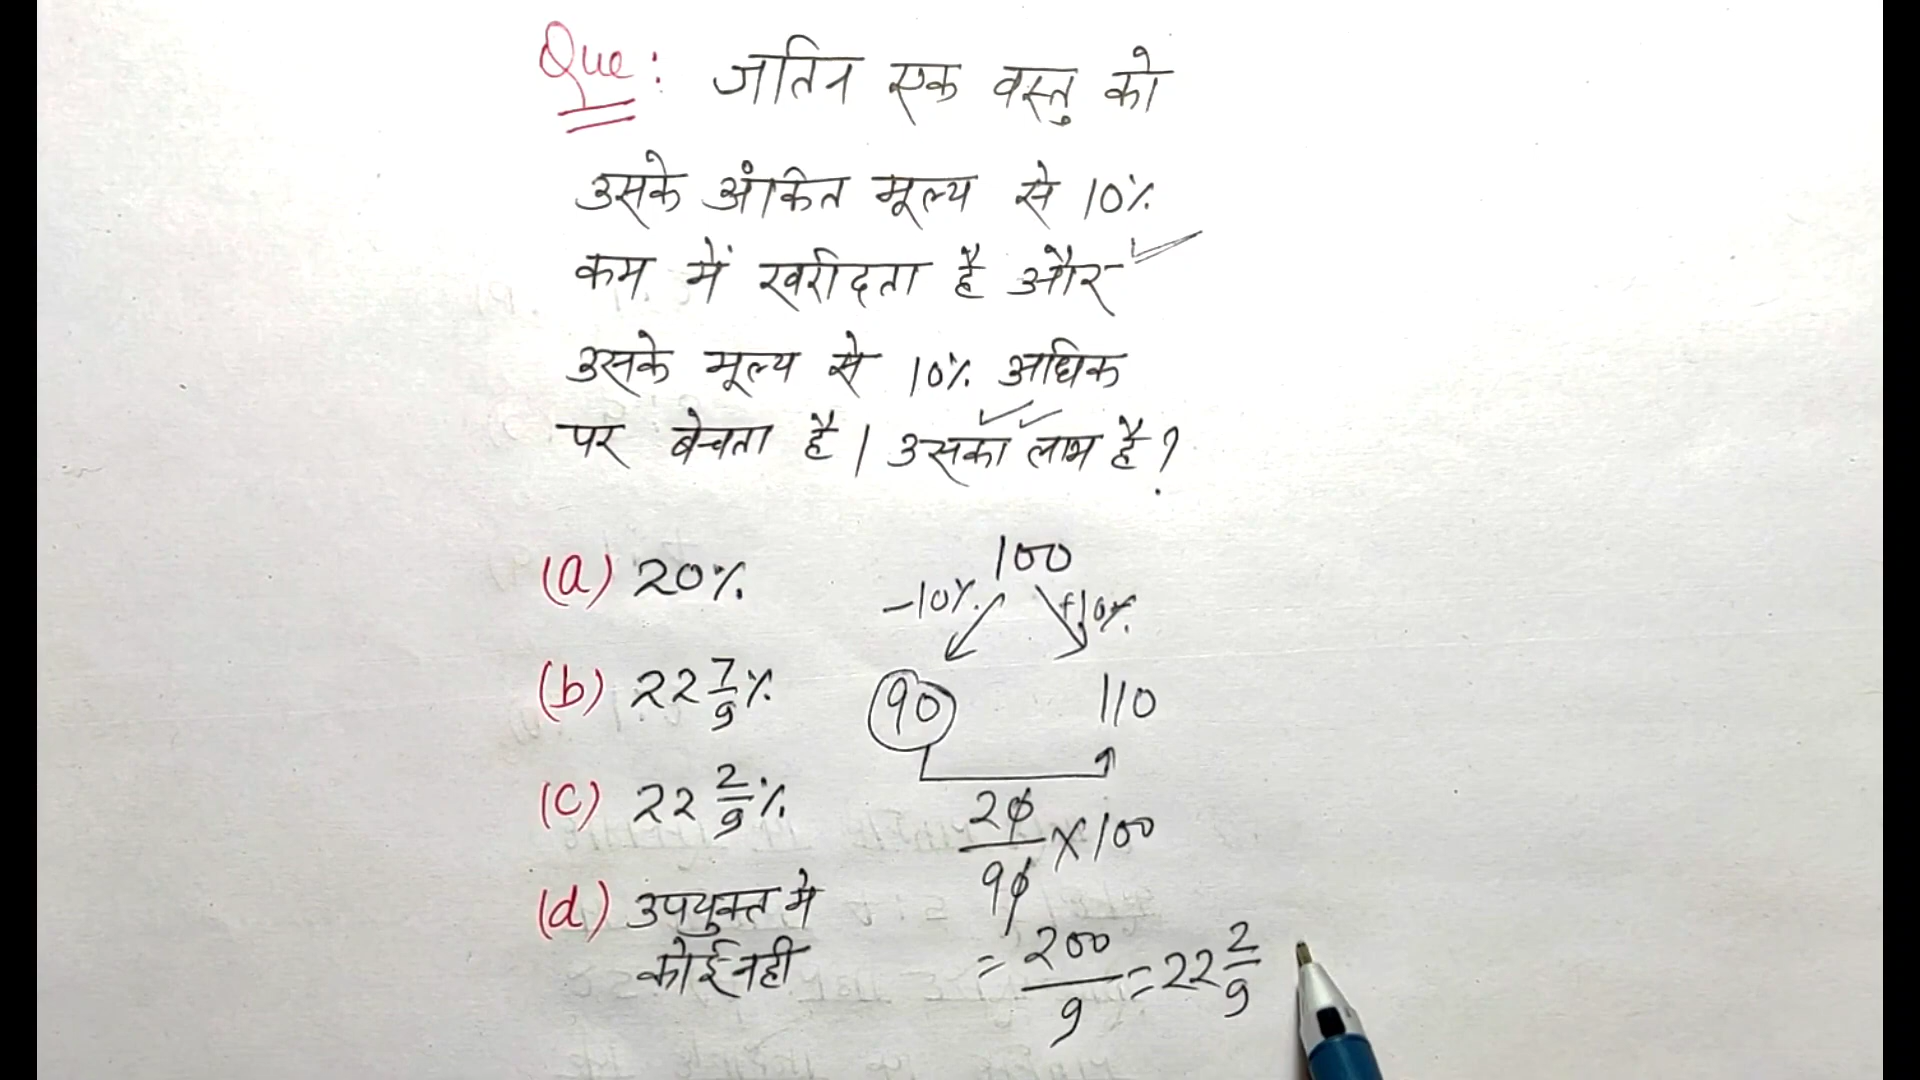 Que: जतिन एक वस्तु को
उसके अंकित मूल्य से 10%
कम में खरीदता है और
उसके मूल्य से 10% अधिक
पर बेचता है। उसका लाभ है?
(a) 20%
(b) 22 7/9 %
(c) 22 2/9 %
(d) उपयुक्त मे
कोई नही
100
-10% +10%
90 110
20/90 × 100
= 200/9 = 22 2/9